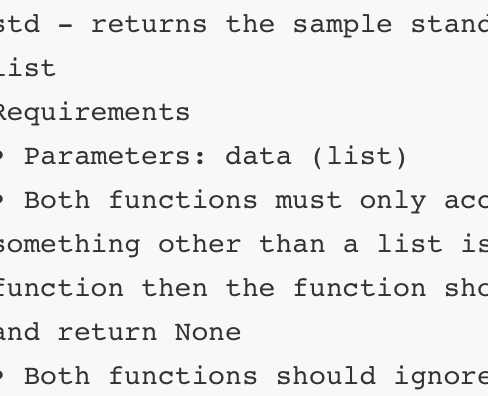 std – returns the sample stand
list
Requirements
• Parameters: data (list)
• Both functions must only acc
something other than a list is
function then the function sho
and return None
• Both functions should ignore